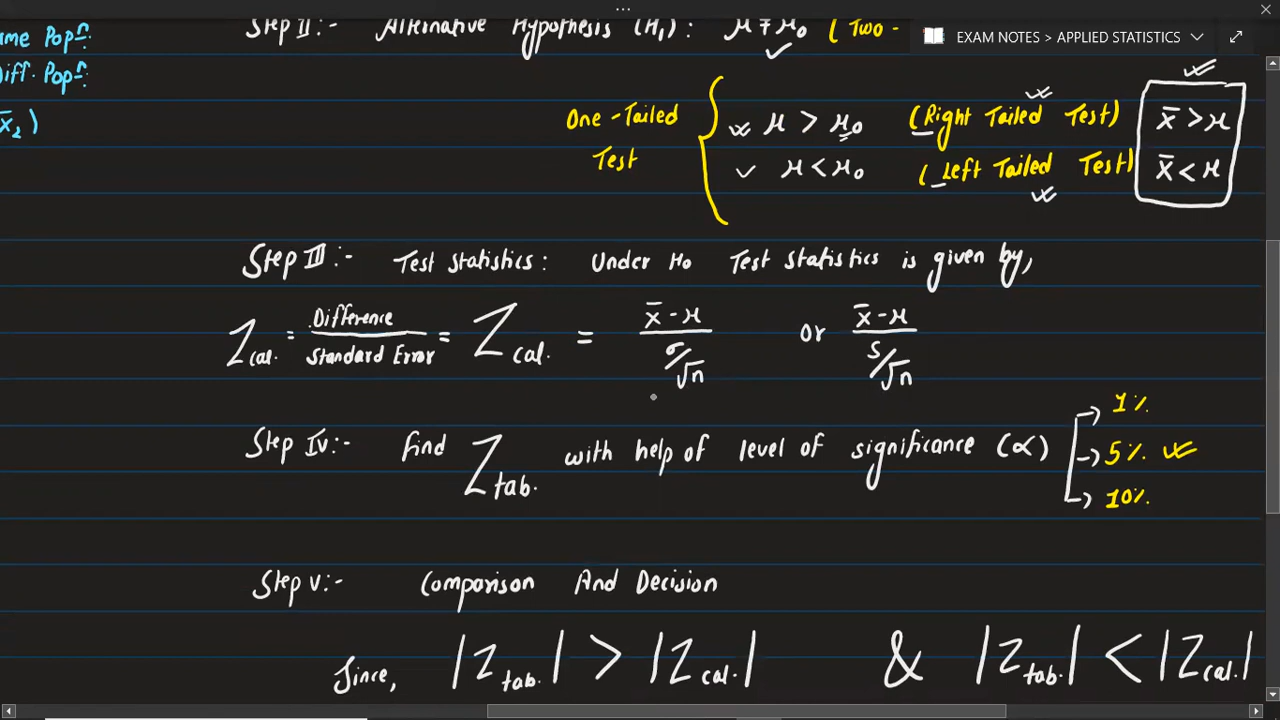 ...
Step II:- Alternative Hypothesis (H₁): μ ≠ μ₀ (Two-
EXAM NOTES > APPLIED STATISTICS
ame Popⁿ.
Diff. Popⁿ.
x̄₂)
One-Tailed Test
μ > μ₀ (Right Tailed Test) x̄ > μ
μ < μ₀ (Left Tailed Test) x̄ < μ
Step III:- Test Statistics: Under H₀ Test statistics is given by,
Z cal. = Difference / Standard Error = Z cal. = x̄ - μ / σ/√n or x̄ - μ / s/√n
Step IV:- find Z tab. with help of level of significance (α) → 1%
→ 5%
→ 10%
Step V:- Comparison And Decision
Since, |Z tab.| > |Z cal.| & |Z tab.| < |Z cal.|